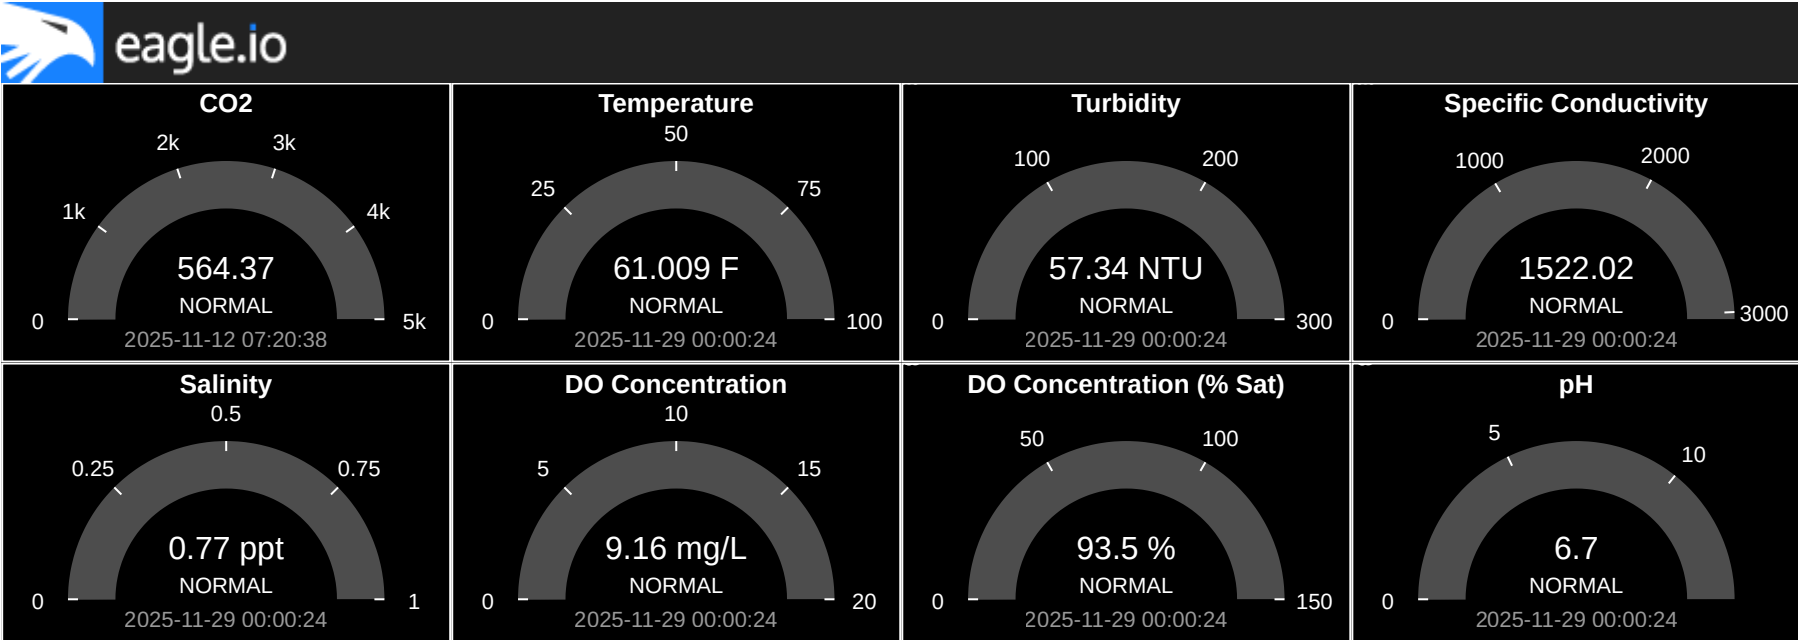 eagle.io
CO2
2k 3k
1k 4k
564.37
NORMAL
0 5k
2025-11-12 07:20:38
Temperature
50
25 75
61.009 F
NORMAL
0 100
2025-11-29 00:00:24
Turbidity
100 200
57.34 NTU
NORMAL
0 300
2025-11-29 00:00:24
Specific Conductivity
1000 2000
1522.02
NORMAL
0 3000
2025-11-29 00:00:24
Salinity
0.5
0.25 0.75
0.77 ppt
NORMAL
0 1
2025-11-29 00:00:24
DO Concentration
10
5 15
9.16 mg/L
NORMAL
0 20
2025-11-29 00:00:24
DO Concentration (% Sat)
50 100
93.5 %
NORMAL
0 150
2025-11-29 00:00:24
pH
5 10
6.7
NORMAL
0
2025-11-29 00:00:24